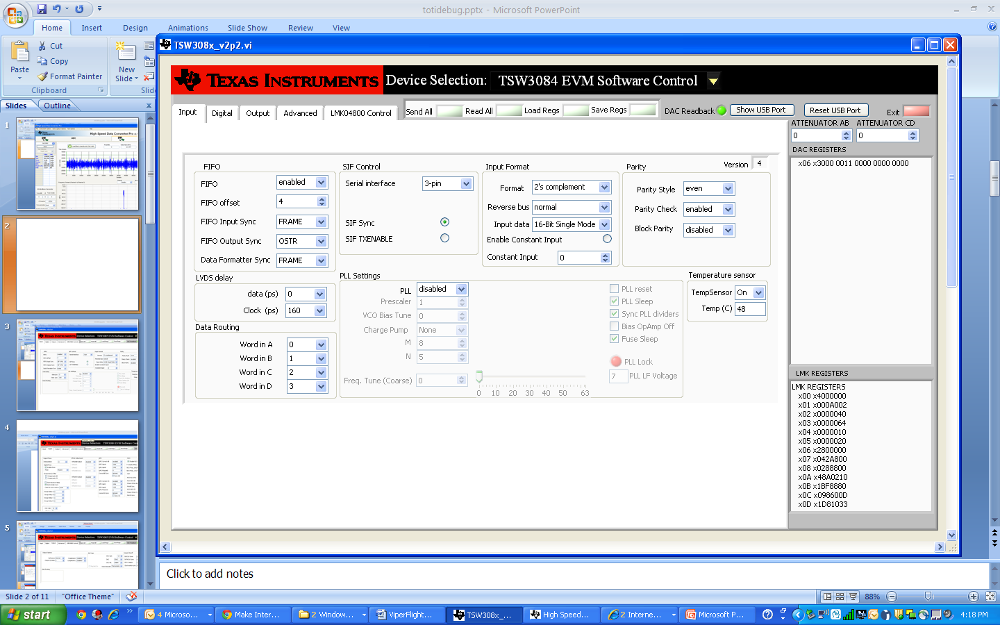 totidebug.pptx - Microsoft PowerPoint
Home Insert Design Animations Slide Show Review View
Cut
Copy
Format Painter
Paste
Clipboard
New
Slide
Slides Outline
1
2
3
4
5
TSW308x_v2p2.vi
TEXAS INSTRUMENTS Device Selection: TSW3084 EVM Software Control
Input Digital Output Advanced LMK04800 Control
Send All Read All Load Regs Save Regs DAC Readback Show USB Port Reset USB Port Exit
ATTENUATOR AB ATTENUATOR CD
0 0
DAC REGISTERS
x06 x3000 0011 0000 0000 0000
Version 4
FIFO
FIFO enabled
FIFO offset 4
FIFO Input Sync FRAME
FIFO Output Sync OSTR
Data Formatter Sync FRAME
SIF Control
Serial interface 3-pin
SIF Sync
SIF TXENABLE
Input Format
Format 2's complement
Reverse bus normal
Input data 16-Bit Single Mode
Enable Constant Input
Constant Input 0
Parity
Parity Style even
Parity Check enabled
Block Parity disabled
LVDS delay
data (ps) 0
Clock (ps) 160
Data Routing
Word in A 0
Word in B 1
Word in C 2
Word in D 3
PLL Settings
PLL disabled
Prescaler 1
VCO Bias Tune 0
Charge Pump None
M 8
N 5
Freq. Tune (Coarse) 0
0 10 20 30 40 50 63
PLL reset
PLL Sleep
Sync PLL dividers
Bias OpAmp Off
Fuse Sleep
PLL Lock
7 PLL LF Voltage
Temperature sensor
TempSensor On
Temp (C) 48
LMK REGISTERS
LMK REGISTERS
x00 x4000000
x01 x000A002
x02 x0000040
x03 x0000064
x04 x0000010
x05 x0000020
x06 x2800000
x07 x042A800
x08 x0288800
x0A x48A0210
x0B x1BF8880
x0C x098600D
x0D x1D81033
Click to add notes
Slide 2 of 11 "Office Theme" 88%
start 4 Microso... Make Inter... 2 Window... ViperFlight... TSW308x_... High Speed... 2 Interne... Microsoft P... 4:18 PM